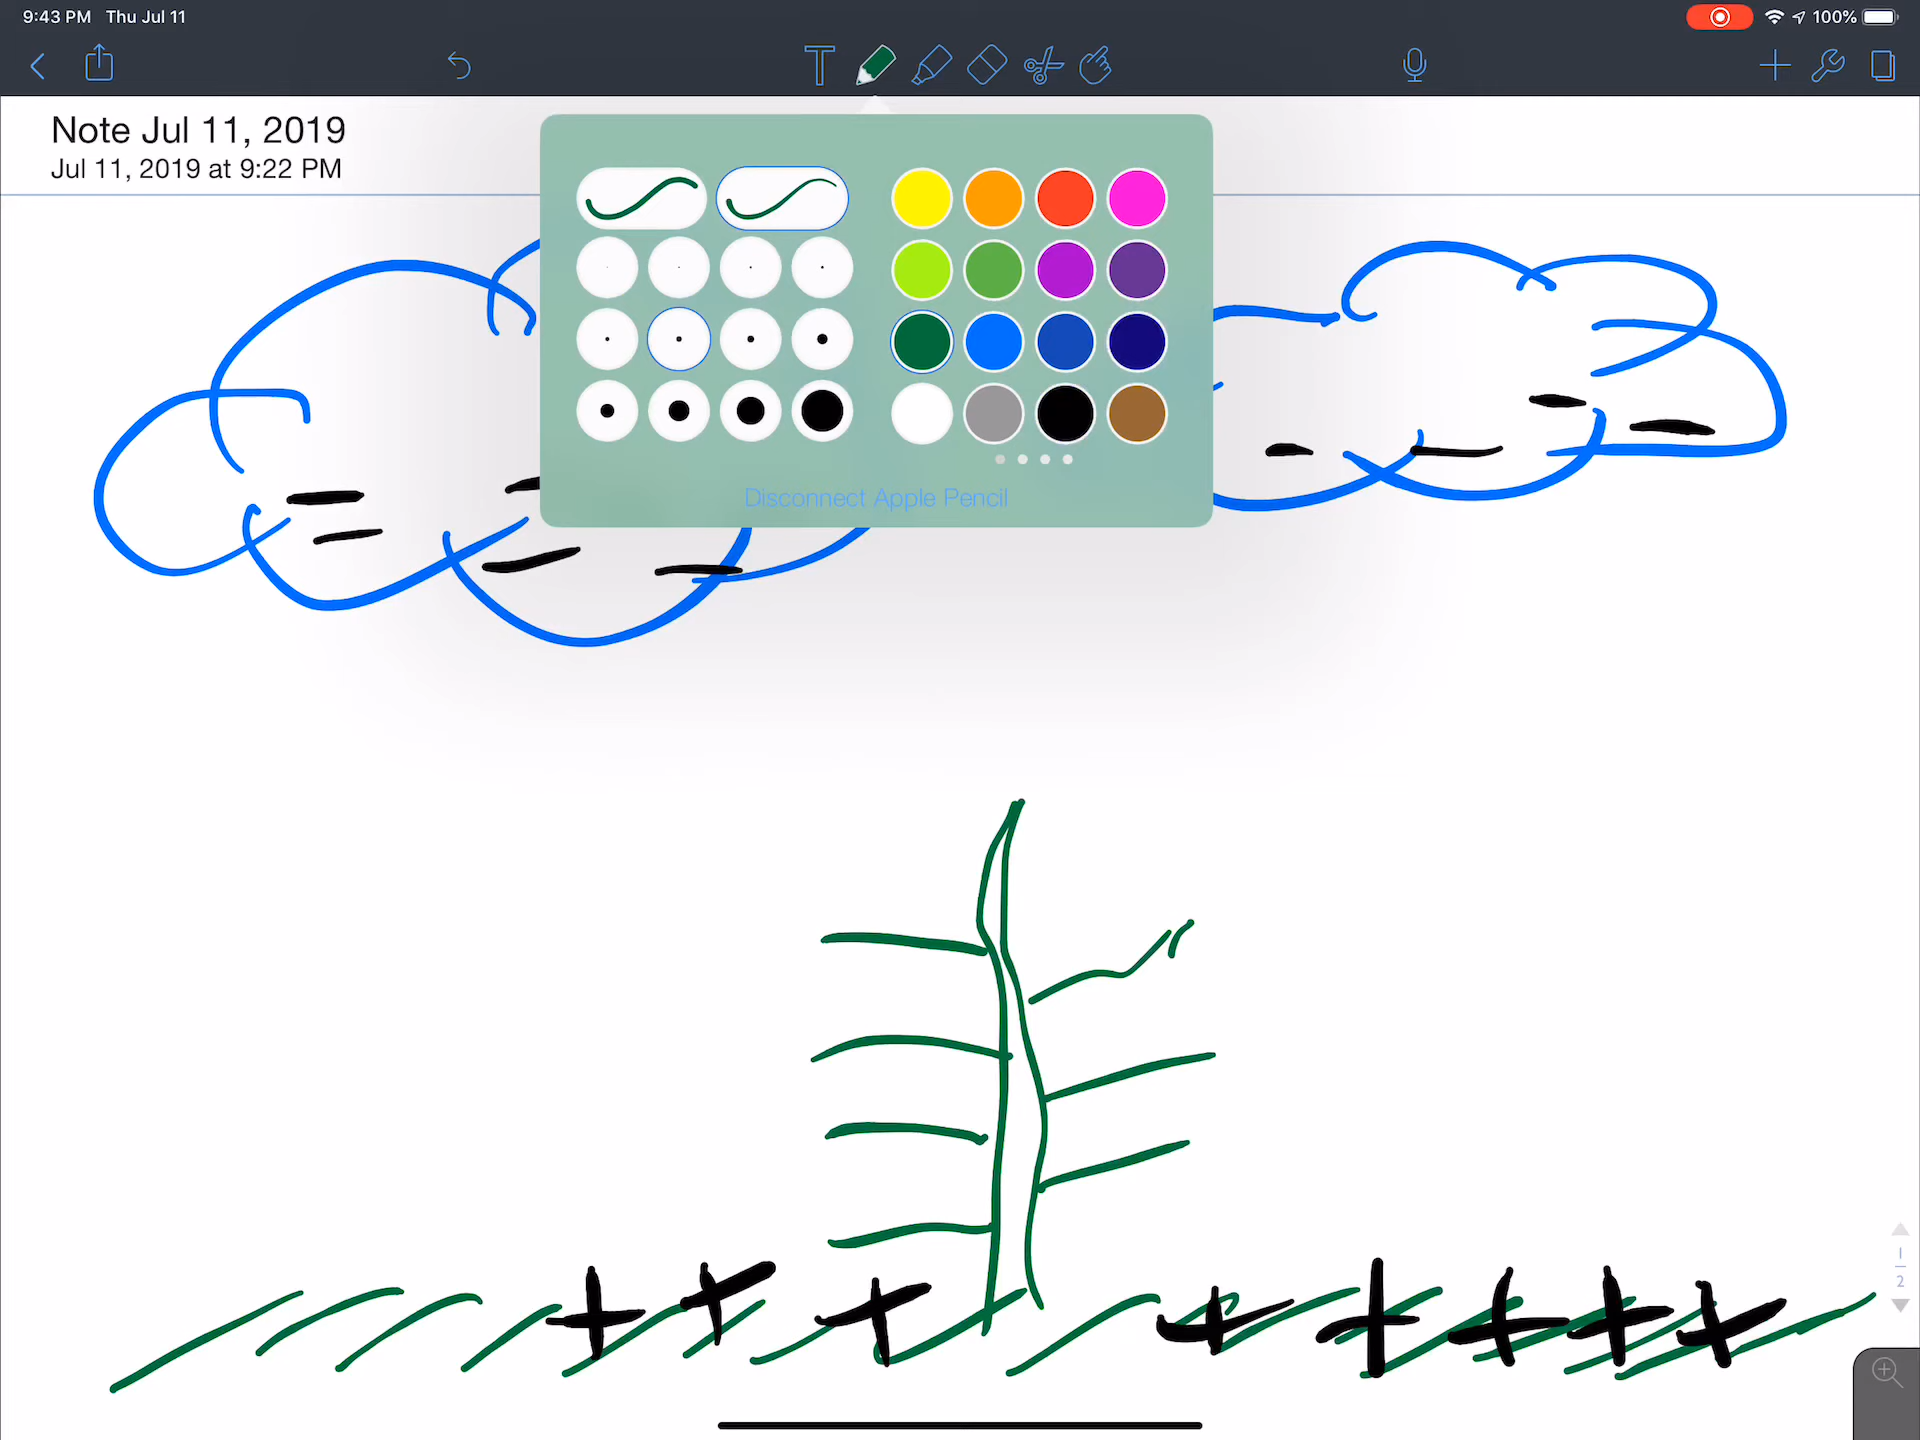 9:43 PM Thu Jul 11
100%
Note Jul 11, 2019
Jul 11, 2019 at 9:22 PM
Disconnect Apple Pencil
1
2